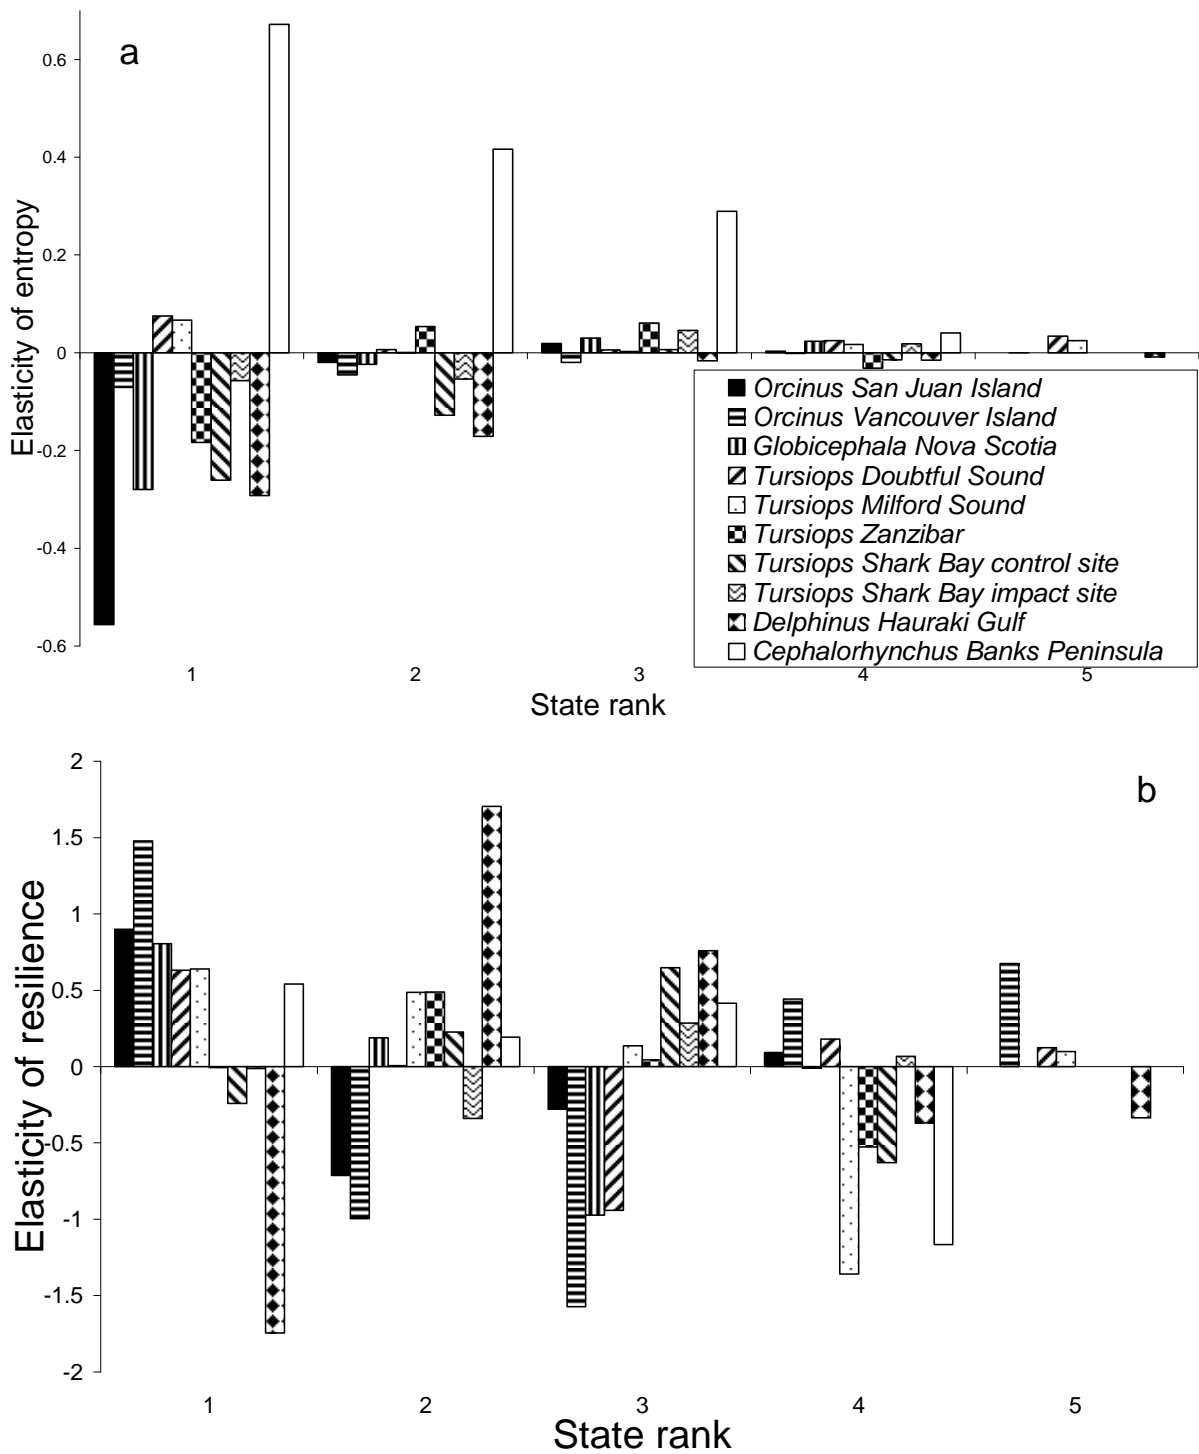 a
0.6
0.4
0.2
0
-0.2
-0.4
-0.6
Elasticity of entropy
Orcinus San Juan Island
Orcinus Vancouver Island
Globicephala Nova Scotia
Tursiops Doubtful Sound
Tursiops Milford Sound
Tursiops Zanzibar
Tursiops Shark Bay control site
Tursiops Shark Bay impact site
Delphinus Hauraki Gulf
Cephalorhynchus Banks Peninsula
1 2 3 4 5
State rank
b
2
1.5
1
0.5
0
-0.5
-1
-1.5
-2
Elasticity of resilience
1 2 3 4 5
State rank